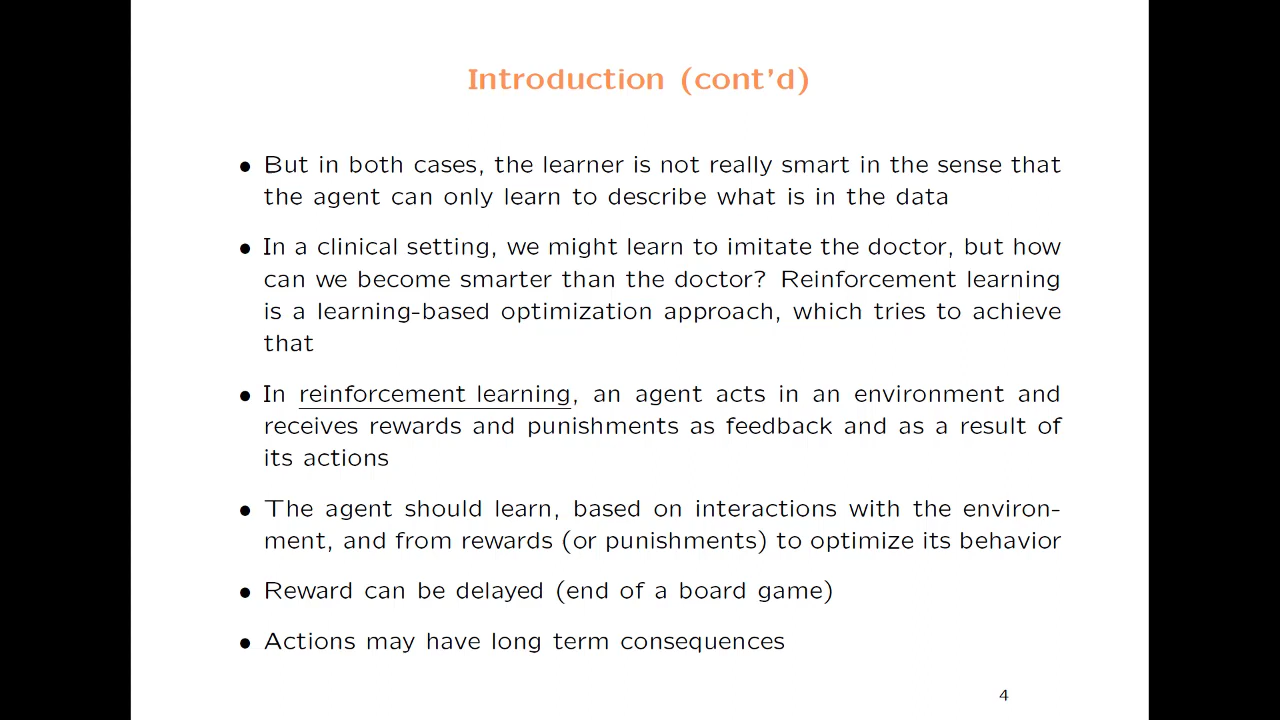 Introduction (cont'd)
• But in both cases, the learner is not really smart in the sense that
the agent can only learn to describe what is in the data
• In a clinical setting, we might learn to imitate the doctor, but how
can we become smarter than the doctor? Reinforcement learning
is a learning-based optimization approach, which tries to achieve
that
• In reinforcement learning, an agent acts in an environment and
receives rewards and punishments as feedback and as a result of
its actions
• The agent should learn, based on interactions with the environ-
ment, and from rewards (or punishments) to optimize its behavior
• Reward can be delayed (end of a board game)
• Actions may have long term consequences
4